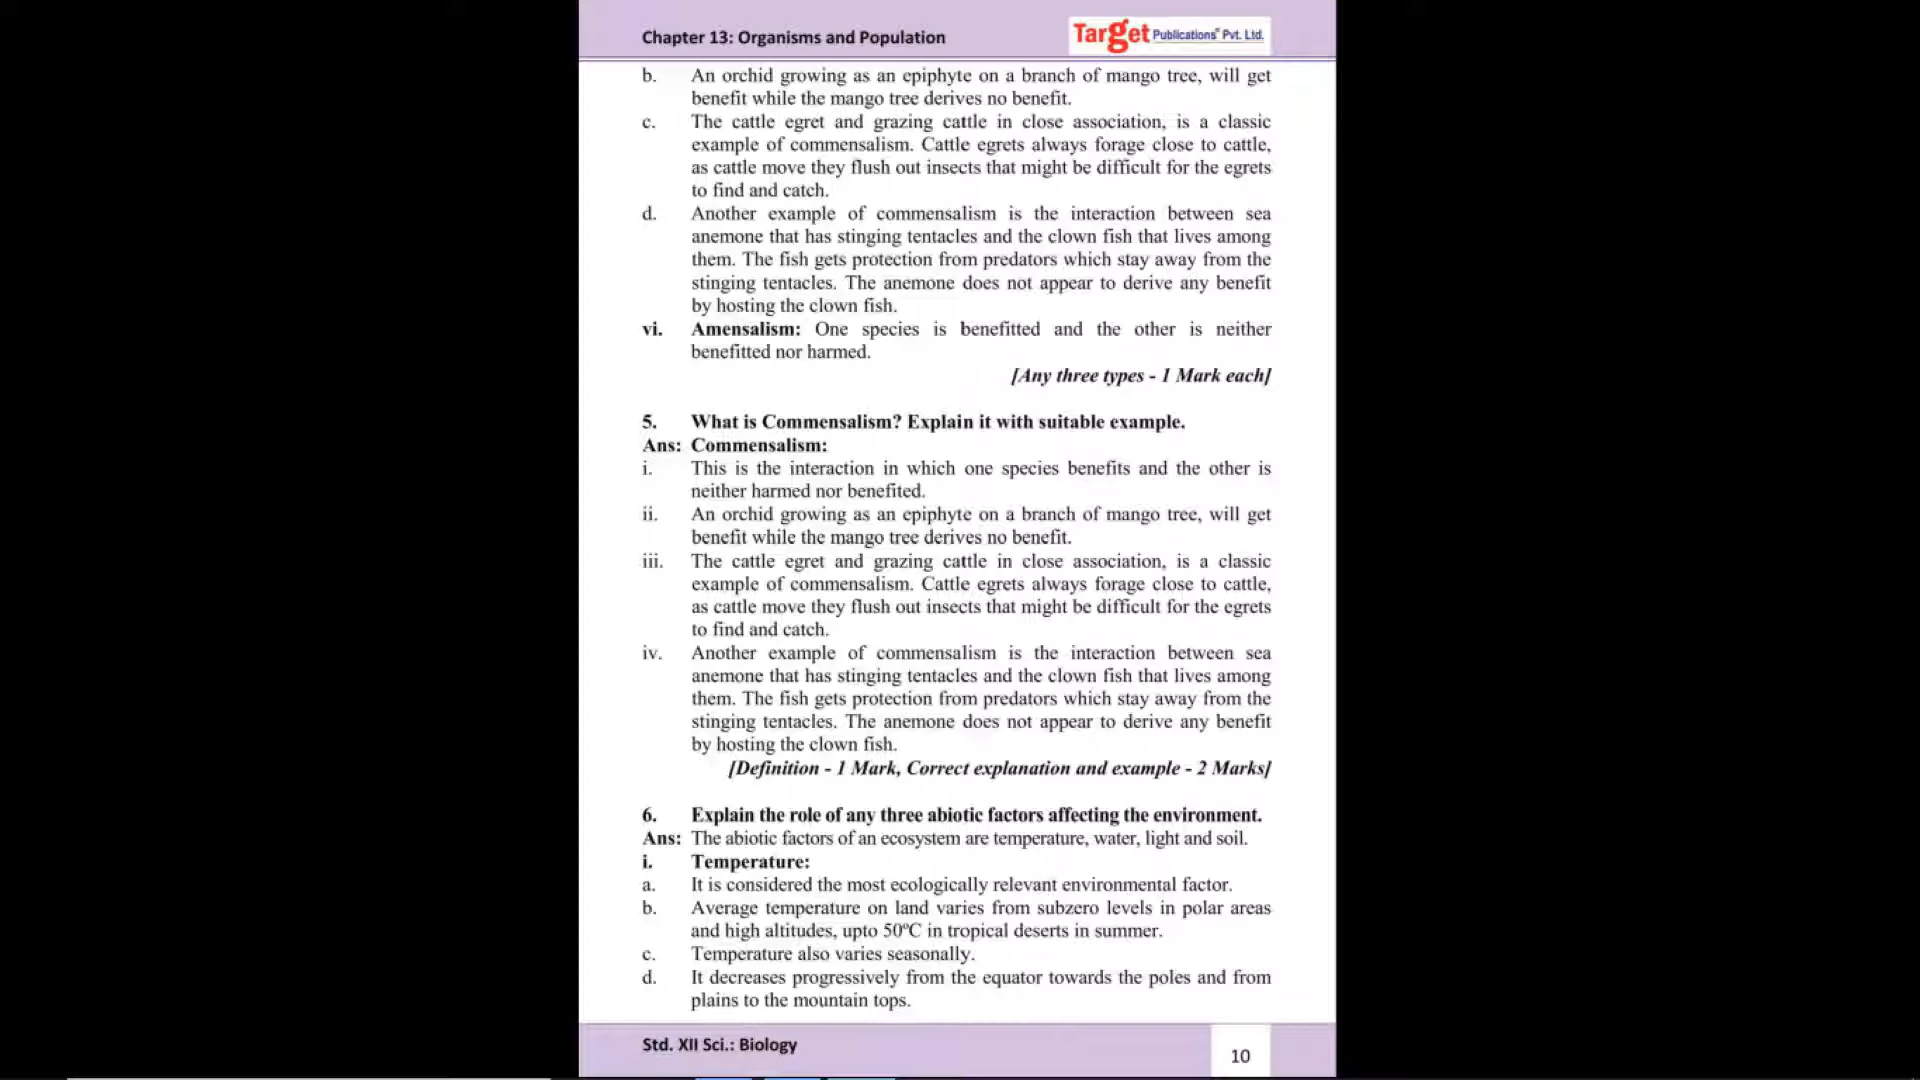 Chapter 13: Organisms and Population
Target Publications® Pvt. Ltd.
b. An orchid growing as an epiphyte on a branch of mango tree, will get
benefit while the mango tree derives no benefit.
c. The cattle egret and grazing cattle in close association, is a classic
example of commensalism. Cattle egrets always forage close to cattle,
as cattle move they flush out insects that might be difficult for the egrets
to find and catch.
d. Another example of commensalism is the interaction between sea
anemone that has stinging tentacles and the clown fish that lives among
them. The fish gets protection from predators which stay away from the
stinging tentacles. The anemone does not appear to derive any benefit
by hosting the clown fish.
vi. Amensalism: One species is benefitted and the other is neither
benefitted nor harmed.
[Any three types - 1 Mark each]
5. What is Commensalism? Explain it with suitable example.
Ans: Commensalism:
i. This is the interaction in which one species benefits and the other is
neither harmed nor benefited.
ii. An orchid growing as an epiphyte on a branch of mango tree, will get
benefit while the mango tree derives no benefit.
iii. The cattle egret and grazing cattle in close association, is a classic
example of commensalism. Cattle egrets always forage close to cattle,
as cattle move they flush out insects that might be difficult for the egrets
to find and catch.
iv. Another example of commensalism is the interaction between sea
anemone that has stinging tentacles and the clown fish that lives among
them. The fish gets protection from predators which stay away from the
stinging tentacles. The anemone does not appear to derive any benefit
by hosting the clown fish.
[Definition - 1 Mark, Correct explanation and example - 2 Marks]
6. Explain the role of any three abiotic factors affecting the environment.
Ans: The abiotic factors of an ecosystem are temperature, water, light and soil.
i. Temperature:
a. It is considered the most ecologically relevant environmental factor.
b. Average temperature on land varies from subzero levels in polar areas
and high altitudes, upto 50ºC in tropical deserts in summer.
c. Temperature also varies seasonally.
d. It decreases progressively from the equator towards the poles and from
plains to the mountain tops.
Std. XII Sci.: Biology
10